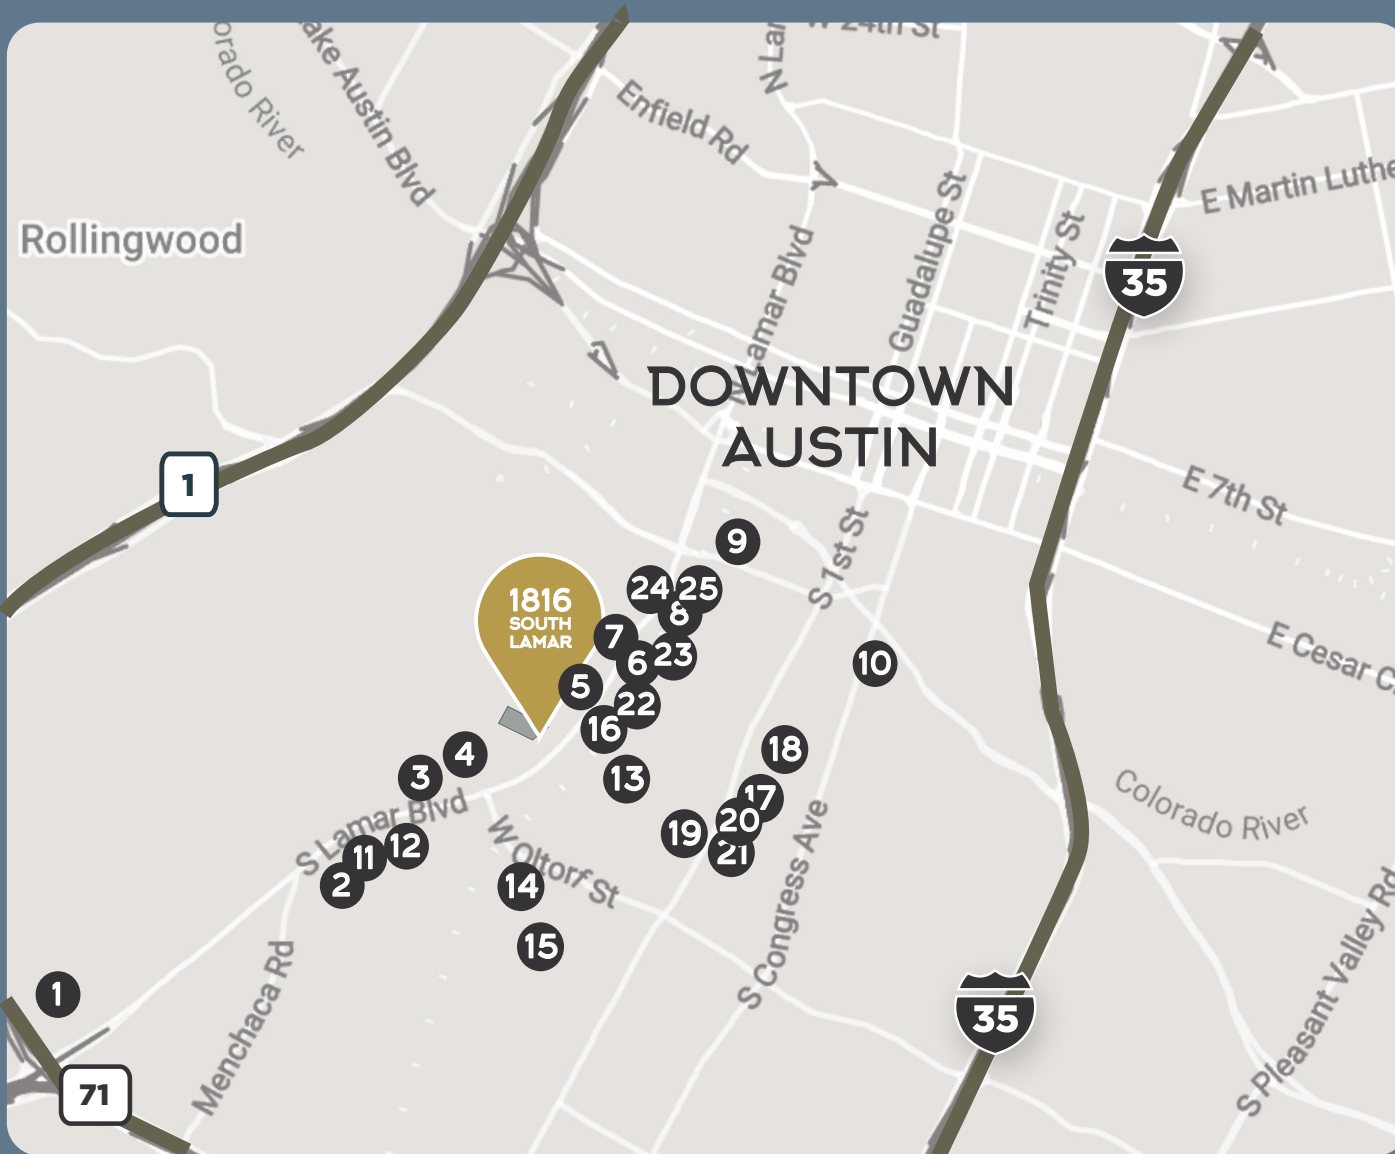 W 24th St
N Lamar
Lake Austin Blvd
orado River
Enfield Rd
E Martin Luthe
Rollingwood
Guadalupe St
Trinity St
N Lamar Blvd
35
DOWNTOWN
AUSTIN
1
E 7th St
S 1st St
9
24
25
8
1816
SOUTH
LAMAR
7
6
23
5
22
16
10
E Cesar C
4
3
13
18
17
20
19
21
Colorado River
S Lamar Blvd
12
11
2
W Oltorf St
14
15
S Congress Ave
S Pleasant Valley Rd
1
Menchaca Rd
35
71